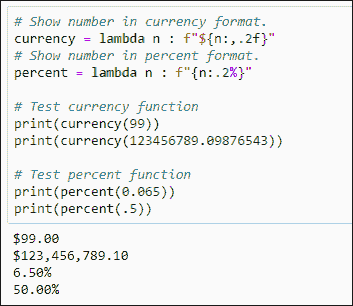 # Show number in currency format.
currency = lambda n : f"${n:,.2f}"
# Show number in percent format.
percent = lambda n : f"{n:.2%}"
# Test currency function
print(currency(99))
print(currency(123456789.09876543))
# Test percent function
print(percent(0.065))
print(percent(.5))
$99.00
$123,456,789.10
6.50%
50.00%